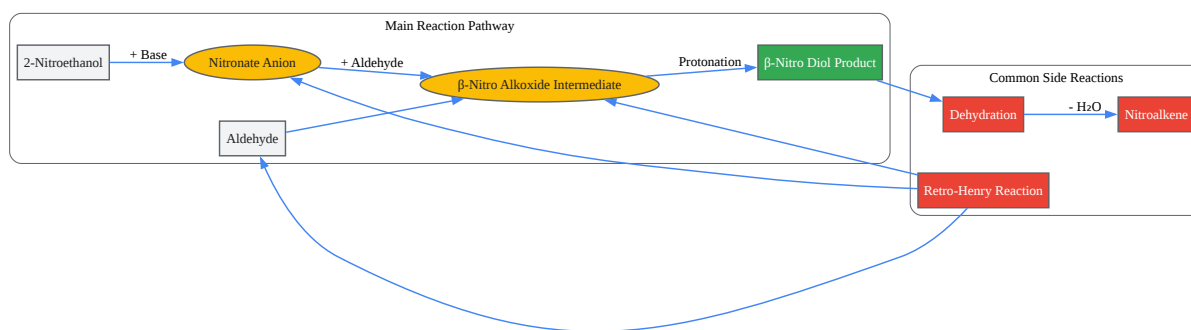 Main Reaction Pathway
2-Nitroethanol
+ Base
Nitronate Anion
+ Aldehyde
β-Nitro Alkoxide Intermediate
Protonation
β-Nitro Diol Product
Aldehyde
Common Side Reactions
Dehydration
- H₂O
Nitroalkene
Retro-Henry Reaction